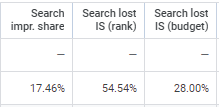 Search impr. share Search lost IS (rank) Search lost IS (budget)
— — —
17.46% 54.54% 28.00%